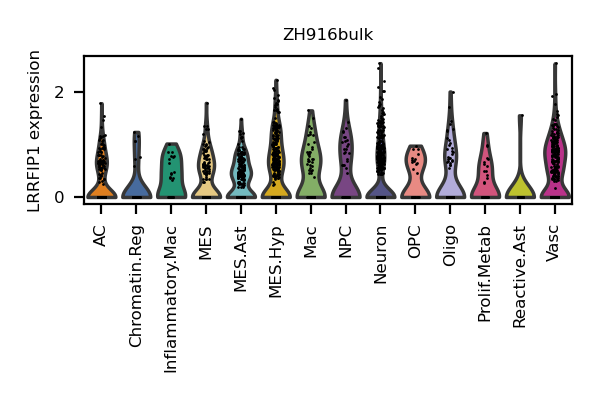 ZH916bulk
LRRFIP1 expression
2
0
AC
Chromatin.Reg
Inflammatory.Mac
MES
MES.Ast
MES.Hyp
Mac
NPC
Neuron
OPC
Oligo
Prolif.Metab
Reactive.Ast
Vasc